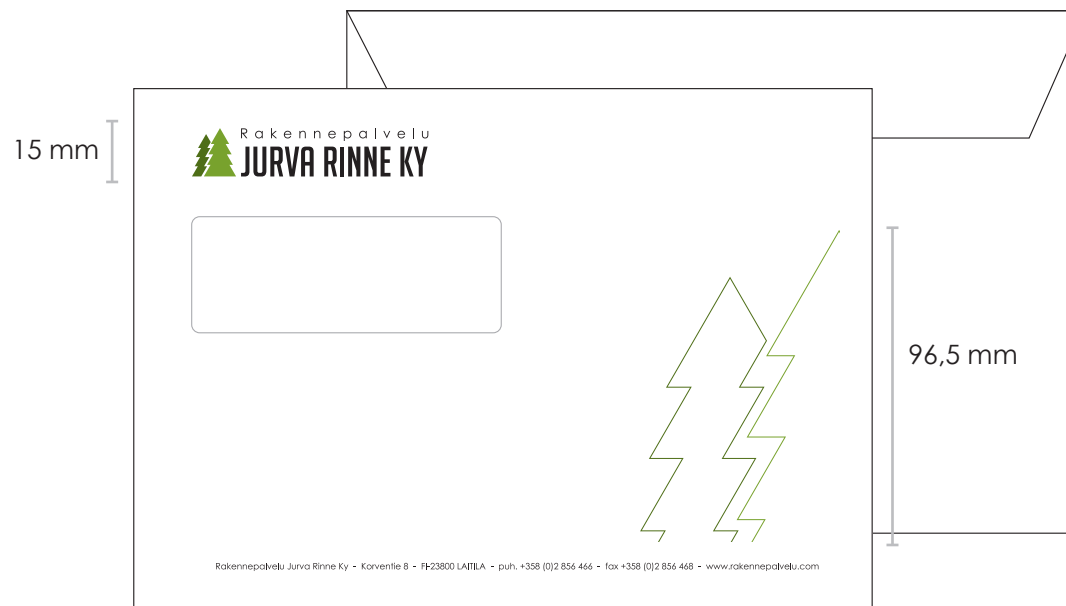 15 mm
Rakennepalvelu
JURVA RINNE KY
96,5 mm
Rakennepalvelu Jurva Rinne Ky - Korventie 8 - FI-23800 LAITILA - puh. +358 (0)2 856 466 - fax +358 (0)2 856 468 - www.rakennepalvelu.com